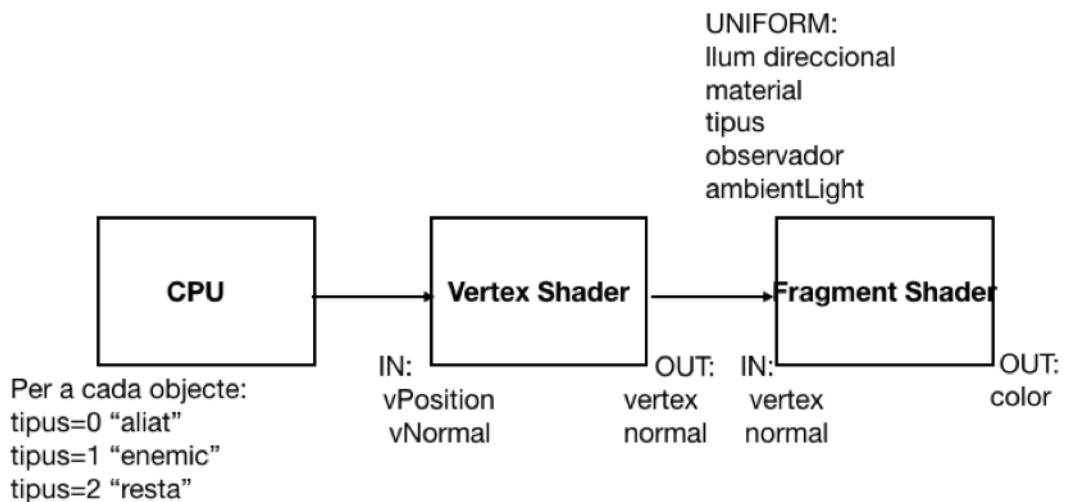 UNIFORM:
llum direccional
material
tipus
observador
ambientLight
CPU
Vertex Shader
Fragment Shader
Per a cada objecte:
tipus=0 “aliat”
tipus=1 “enemic”
tipus=2 “resta”
IN:
vPosition
vNormal
OUT:
vertex
normal
IN:
vertex
normal
OUT:
color